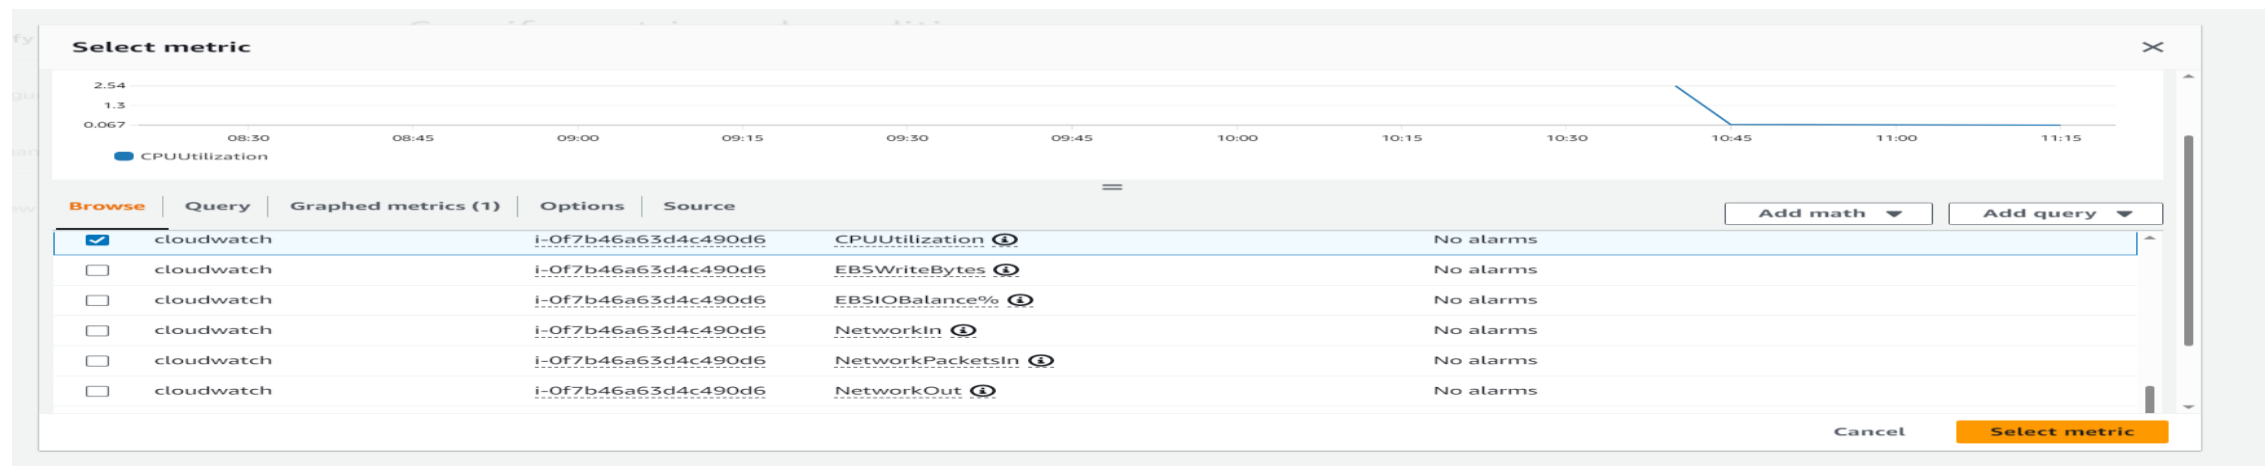 Select metric
2.54
1.3
0.067
08:30 08:45 09:00 09:15 09:30 09:45 10:00 10:15 10:30 10:45 11:00 11:15
CPUUtilization
Browse Query Graphed metrics (1) Options Source Add math Add query
cloudwatch i-0f7b46a63d4c490d6 CPUUtilization No alarms
cloudwatch i-0f7b46a63d4c490d6 EBSWriteBytes No alarms
cloudwatch i-0f7b46a63d4c490d6 EBSIOBalance% No alarms
cloudwatch i-0f7b46a63d4c490d6 NetworkIn No alarms
cloudwatch i-0f7b46a63d4c490d6 NetworkPacketsIn No alarms
cloudwatch i-0f7b46a63d4c490d6 NetworkOut No alarms
Cancel Select metric